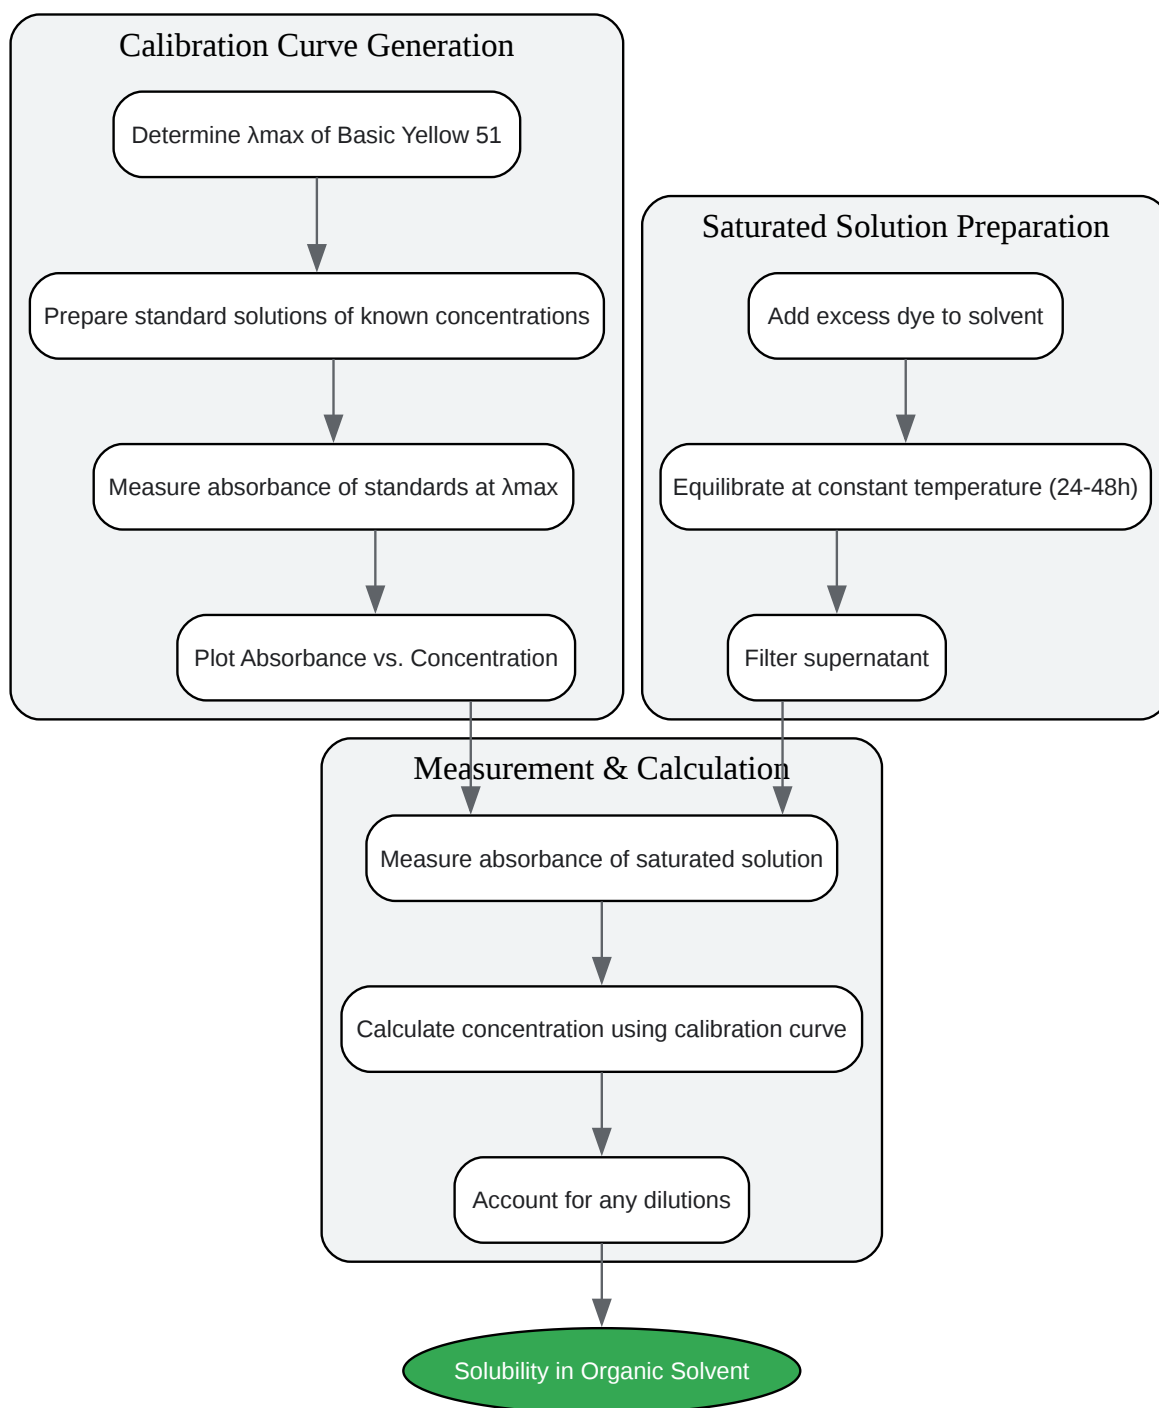 Calibration Curve Generation
Determine λmax of Basic Yellow 51
Prepare standard solutions of known concentrations
Measure absorbance of standards at λmax
Plot Absorbance vs. Concentration
Saturated Solution Preparation
Add excess dye to solvent
Equilibrate at constant temperature (24-48h)
Filter supernatant
Measurement & Calculation
Measure absorbance of saturated solution
Calculate concentration using calibration curve
Account for any dilutions
Solubility in Organic Solvent